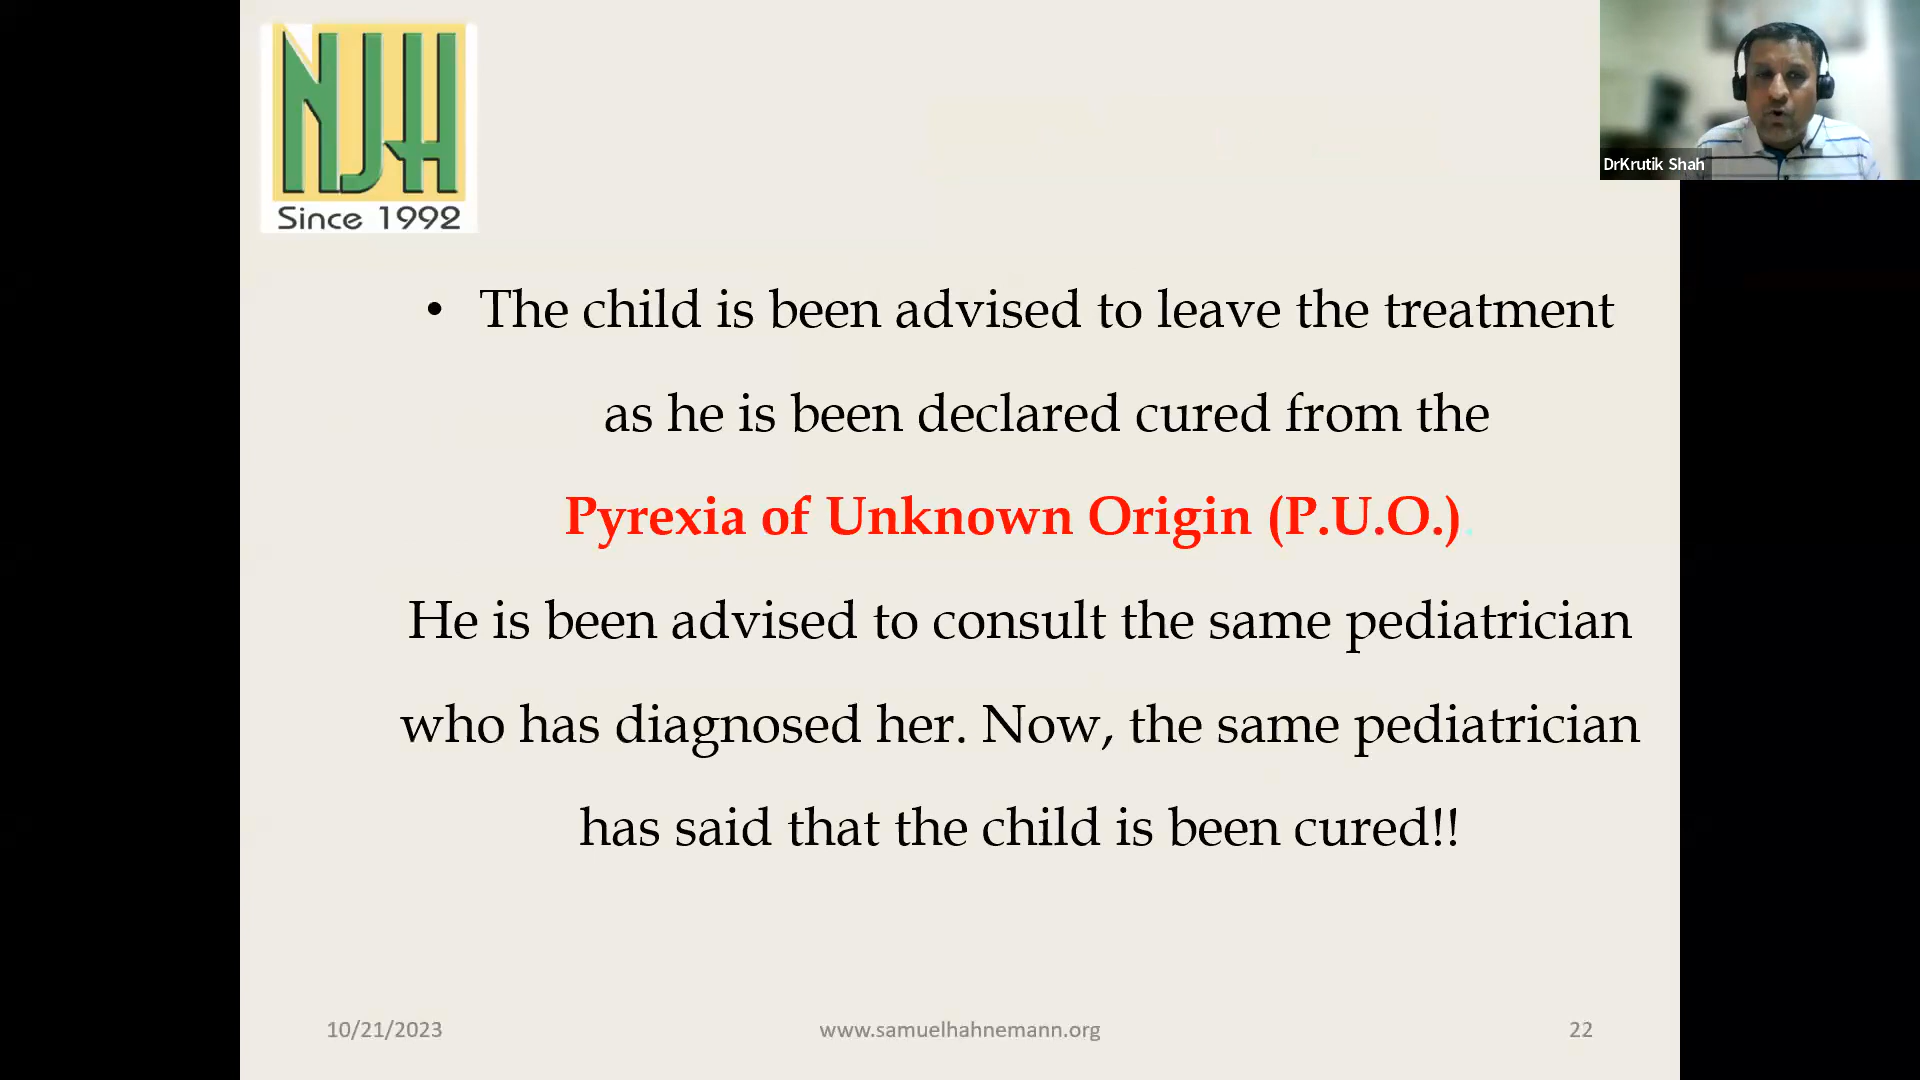 NJH
Since 1992
DrKrutik Shah
• The child is been advised to leave the treatment
as he is been declared cured from the
Pyrexia of Unknown Origin (P.U.O.).
He is been advised to consult the same pediatrician
who has diagnosed her. Now, the same pediatrician
has said that the child is been cured!!
10/21/2023
www.samuelhahnemann.org
22